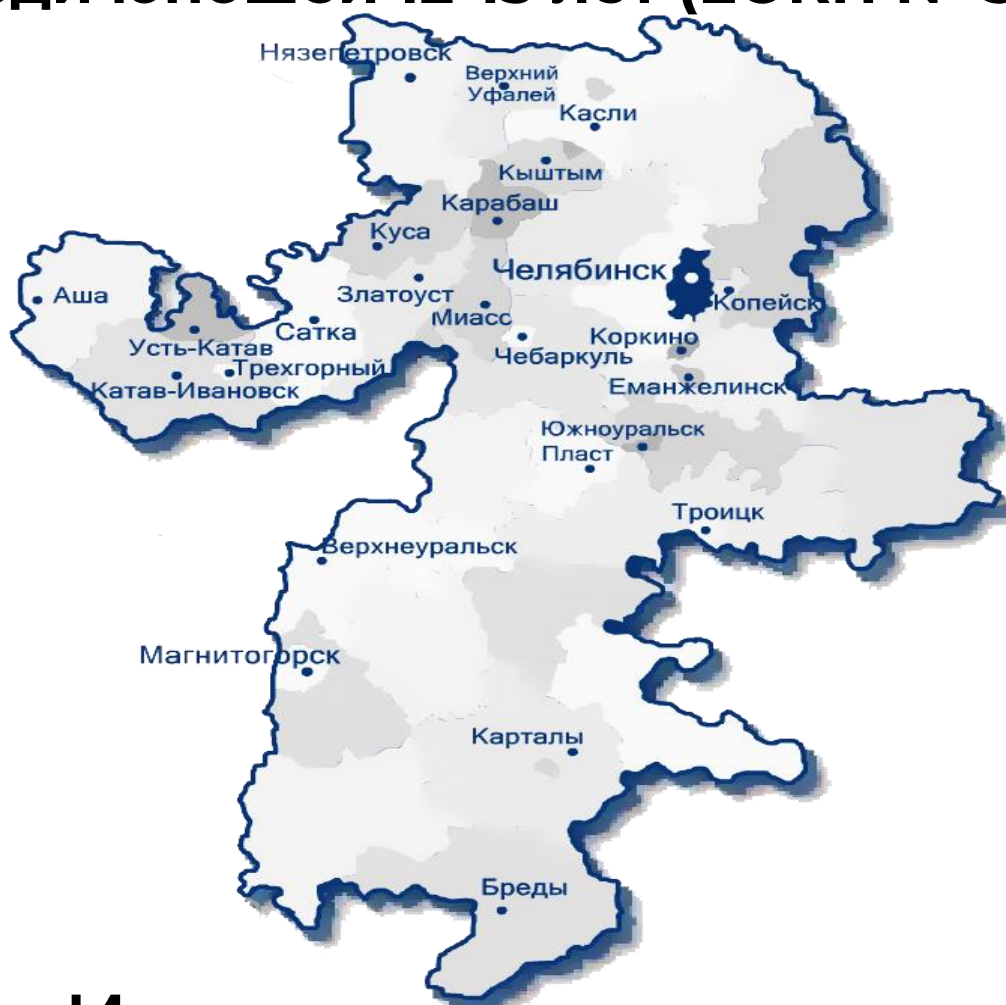 Нязепетровск
Верхний
Уфалей
Касли
Кыштым
Карабаш
Куса
Челябинск
Златоуст
Копейск
Аша
Миасс
Сатка
Коркино
Усть-Катав
Чебаркуль
Трехгорный
Еманжелинск
Катав-Ивановск
Южноуральск
Пласт
Троицк
Верхнеуральск
Магнитогорск
Карталы
Бреды